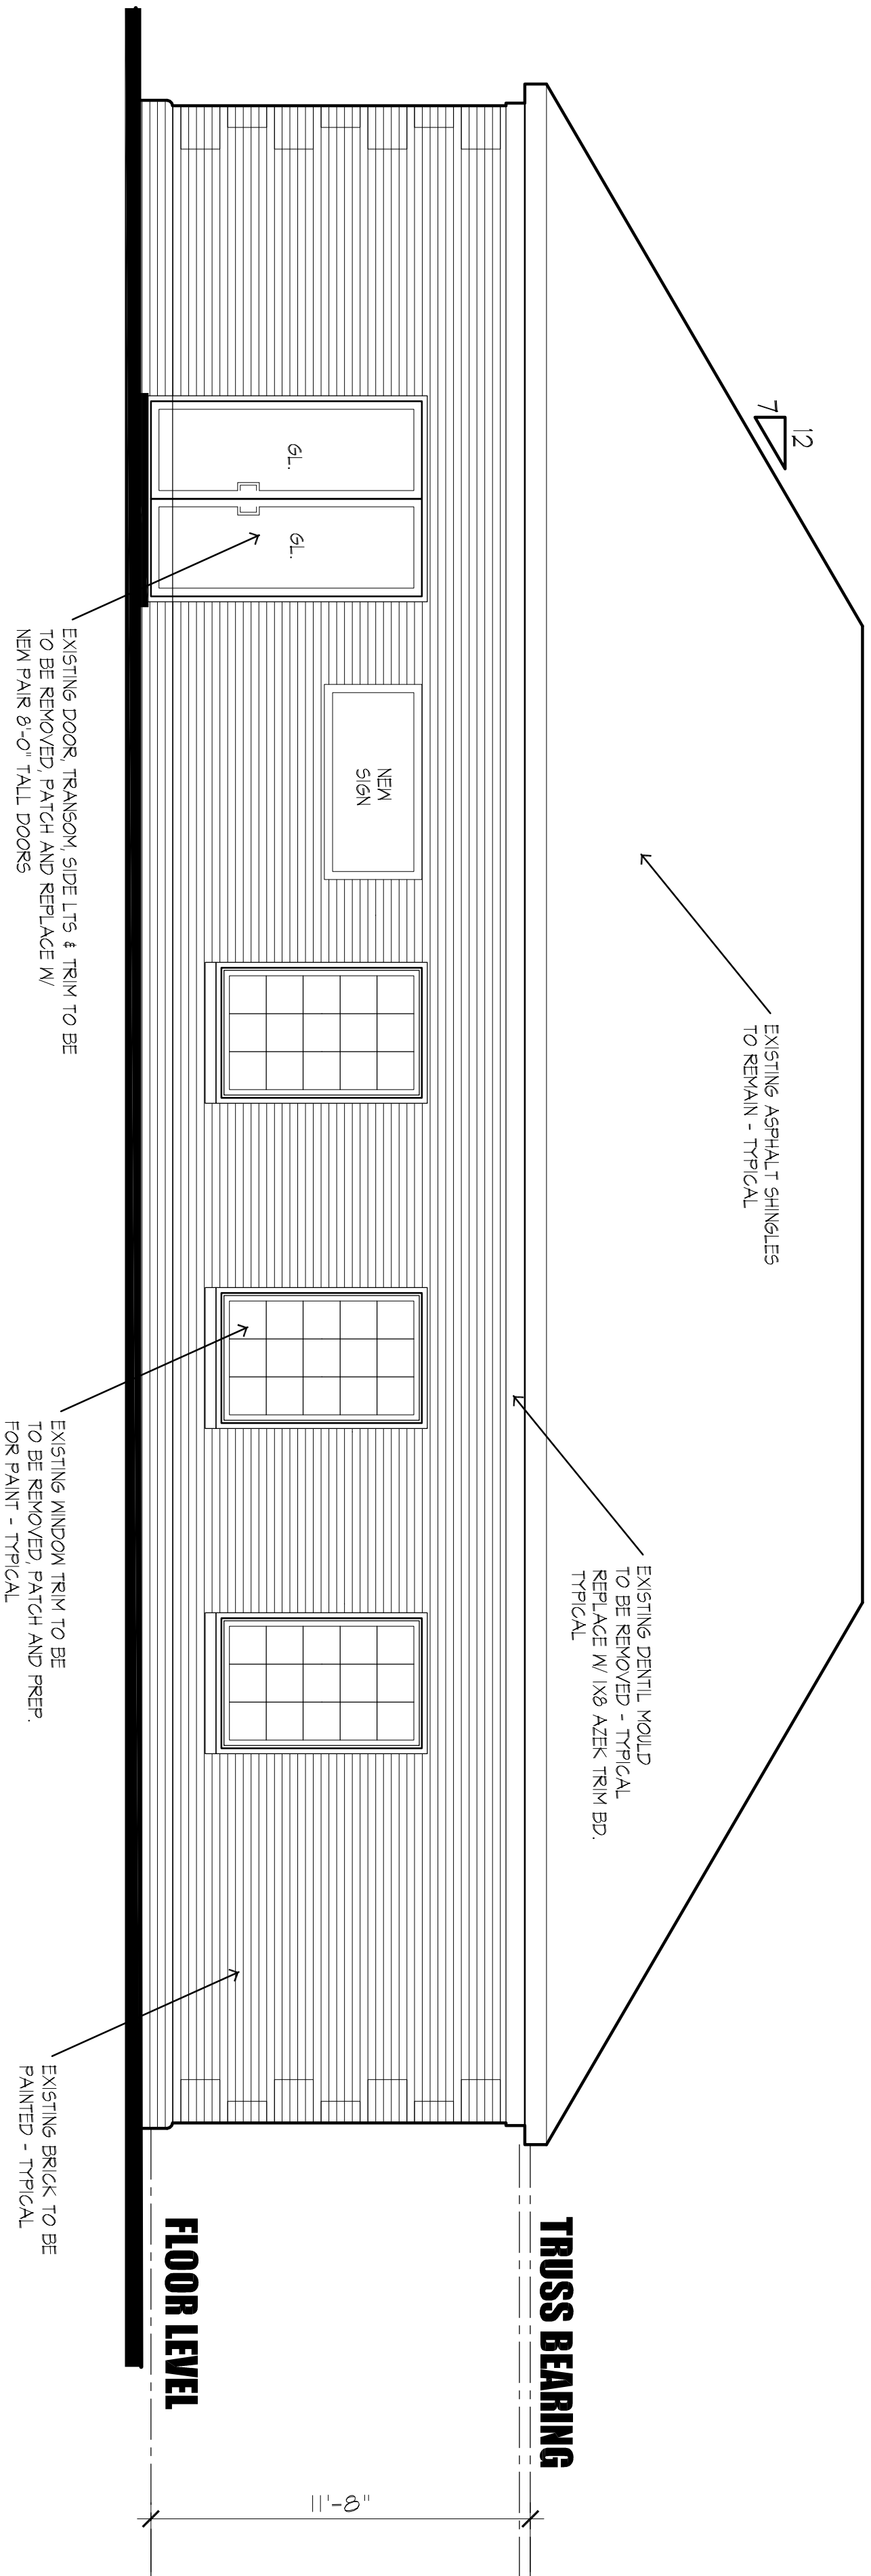 12
7
EXISTING ASPHALT SHINGLES
TO REMAIN - TYPICAL
EXISTING DENTIL MOULD
TO BE REMOVED - TYPICAL
REPLACE W/ 1X8 AZEK TRIM BD.
TYPICAL
TRUSS BEARING
11'-8"
FLOOR LEVEL
GL.
GL.
NEW
SIGN
EXISTING DOOR, TRANSOM, SIDE LTS & TRIM TO BE
TO BE REMOVED, PATCH AND REPLACE W/
NEW PAIR 8'-0" TALL DOORS
EXISTING WINDOW TRIM TO BE
TO BE REMOVED, PATCH AND PREP.
FOR PAINT - TYPICAL
EXISTING BRICK TO BE
PAINTED - TYPICAL